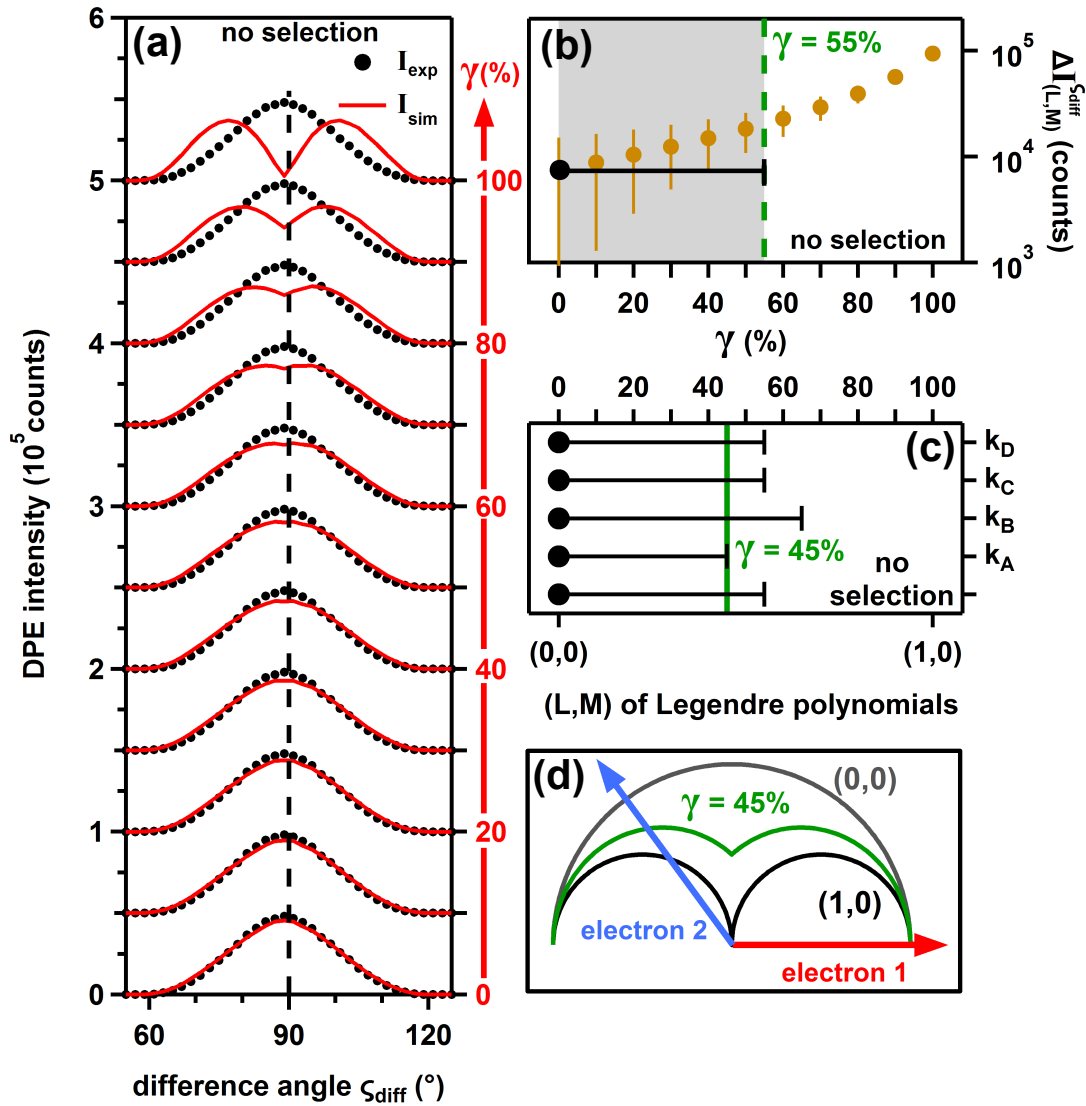 (a)
no selection
I exp
I sim
γ (%)
6
5
4
3
2
1
0
100
80
60
40
20
0
60 90 120
DPE intensity (10^5 counts)
difference angle ς_diff (°)
(b)
γ = 55%
no selection
10^5
10^4
10^3
ΔI^ς_diff_(L,M) (counts)
0 20 40 60 80 100
γ (%)
0 20 40 60 80 100
(c)
k_D
k_C
k_B
k_A
γ = 45%
no
selection
(0,0) (1,0)
(L,M) of Legendre polynomials
(d)
(0,0)
γ = 45%
(1,0)
electron 2
electron 1